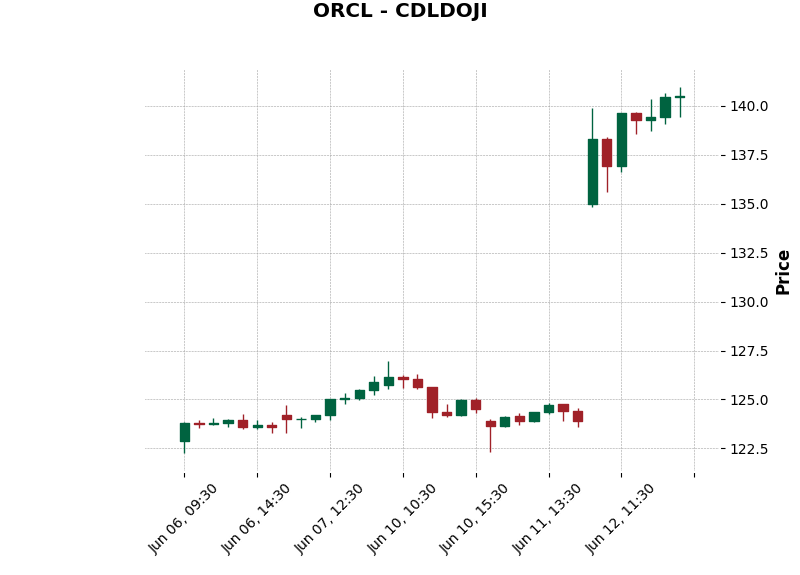 ORCL - CDLDOJI
140.0
137.5
135.0
132.5
130.0
127.5
125.0
122.5
Price
Jun 06, 09:30
Jun 06, 14:30
Jun 07, 12:30
Jun 10, 10:30
Jun 10, 15:30
Jun 11, 13:30
Jun 12, 11:30